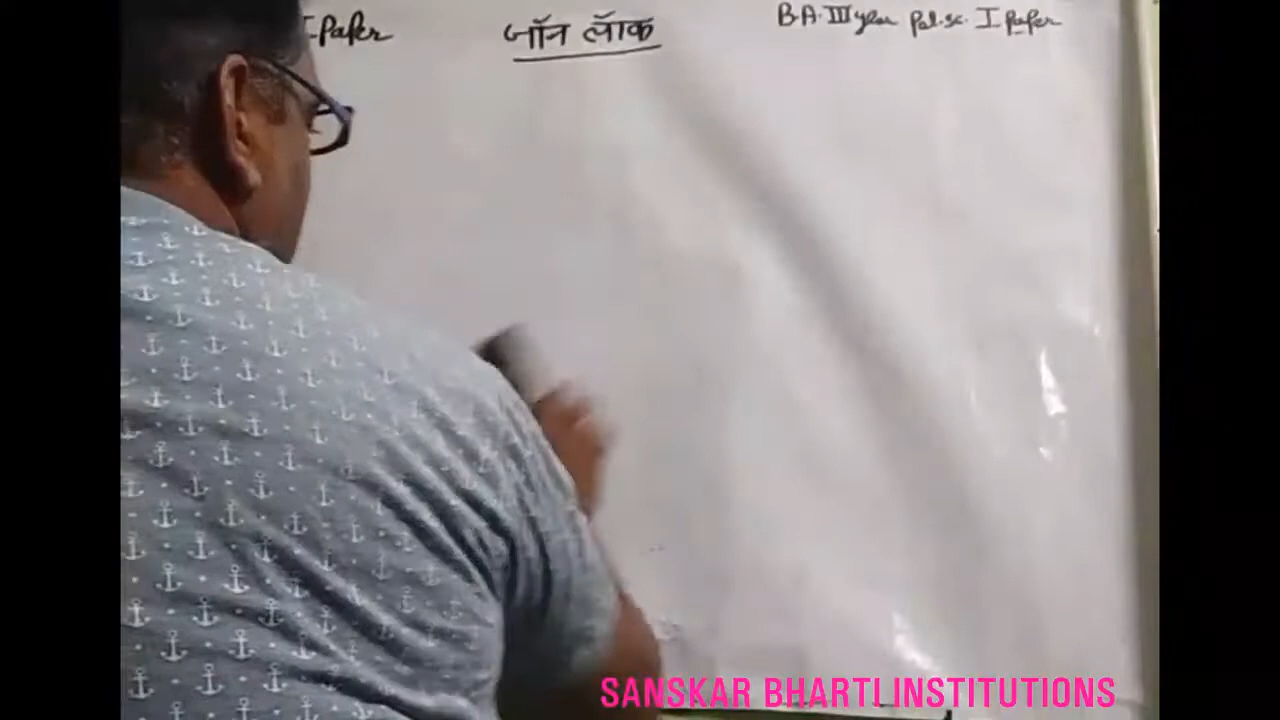 I-Paper जॉन लॉक B.A. III year Pol.sc. I Paper
SANSKAR BHARTI INSTITUTIONS